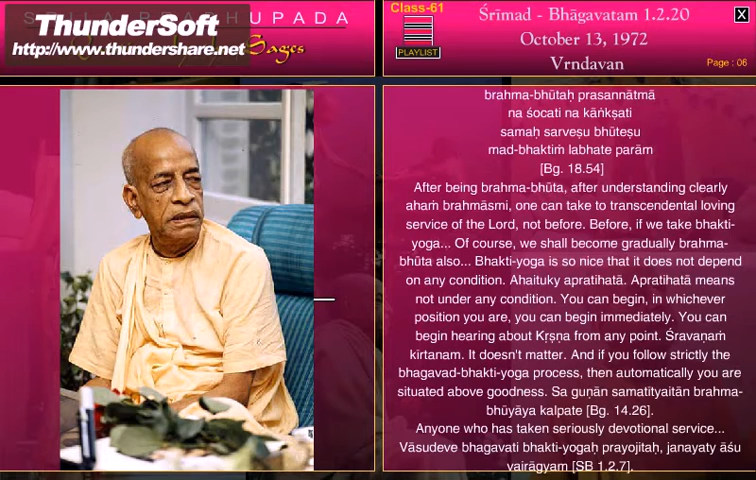 SRILA PRABHUPADA
ThunderSoft
http://www.thundershare.net
Sages
Class-61
PLAYLIST
Śrīmad - Bhāgavatam 1.2.20
October 13, 1972
Vrndavan
X
Page : 06
brahma-bhūtaḥ prasannātmā
na śocati na kāṅkṣati
samaḥ sarveṣu bhūteṣu
mad-bhaktiṁ labhate parām
[Bg. 18.54]
After being brahma-bhūta, after understanding clearly
ahaṁ brahmāsmi, one can take to transcendental loving
service of the Lord, not before. Before, if we take bhakti-
yoga... Of course, we shall become gradually brahma-
bhūta also... Bhakti-yoga is so nice that it does not depend
on any condition. Ahaituky apratihatā. Apratihatā means
not under any condition. You can begin, in whichever
position you are, you can begin immediately. You can
begin hearing about Kṛṣṇa from any point. Śravaṇaṁ
kirtanam. It doesn't matter. And if you follow strictly the
bhagavad-bhakti-yoga process, then automatically you are
situated above goodness. Sa guṇān samatītyaitān brahma-
bhūyāya kalpate [Bg. 14.26].
Anyone who has taken seriously devotional service...
Vāsudeve bhagavati bhakti-yogaḥ prayojitaḥ, janayaty āśu
vairāgyam [SB 1.2.7].